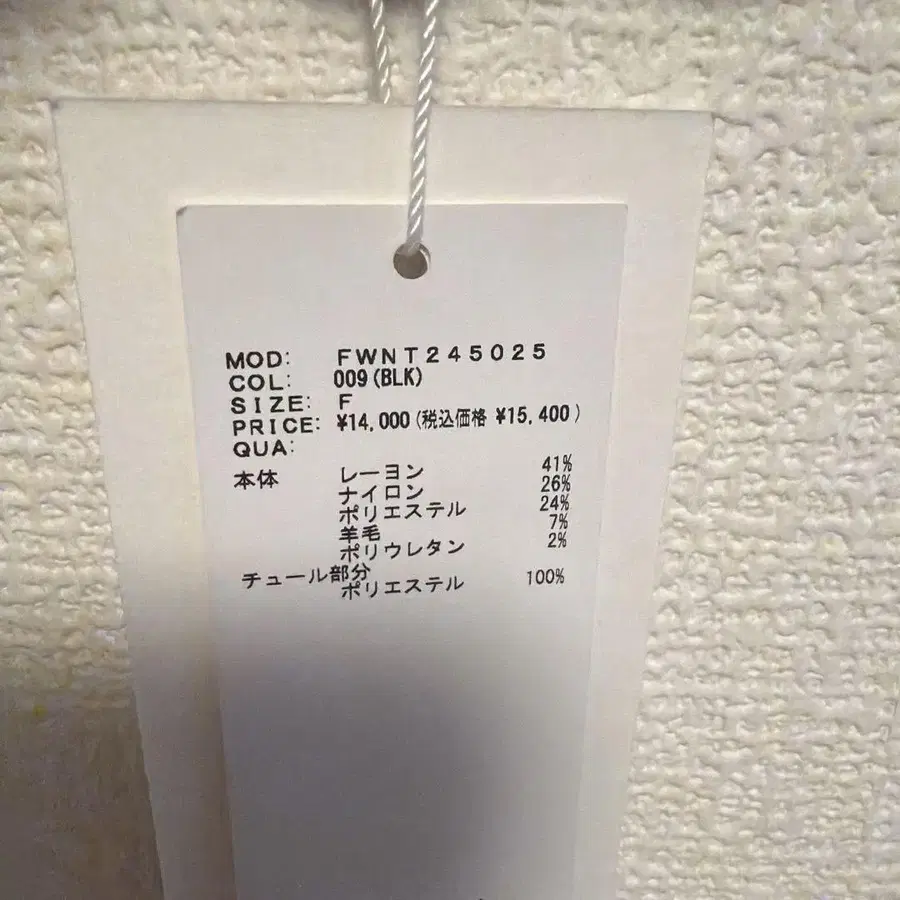 MOD: FWNT245025
COL: 009(BLK)
SIZE: F
PRICE: ¥14,000(税込価格 ¥15,400)
QUA:
本体 レーヨン 41%
ナイロン 26%
ポリエステル 24%
羊毛 7%
ポリウレタン 2%
チュール部分
ポリエステル 100%